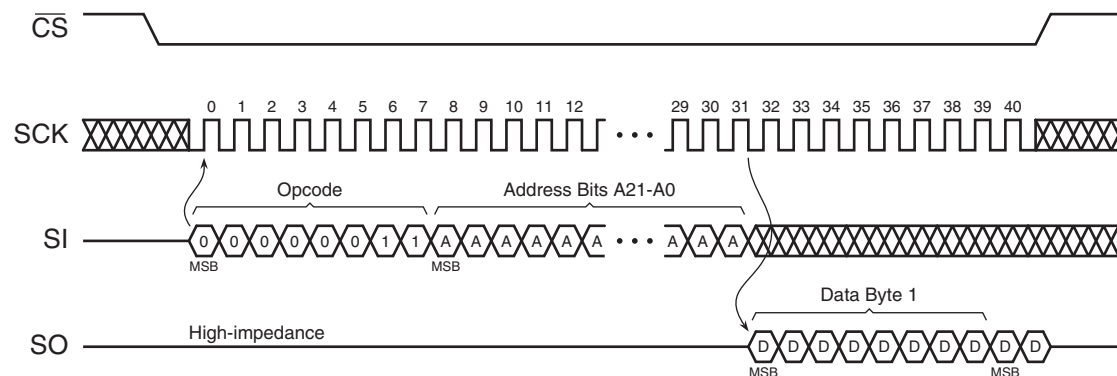 CS
0 1 2 3 4 5 6 7 8 9 10 11 12 29 30 31 32 33 34 35 36 37 38 39 40
SCK
Opcode Address Bits A21-A0
SI 0 0 0 0 0 0 1 1 A A A A A A A A A
MSB MSB
Data Byte 1
High-impedance
SO D D D D D D D D D D
MSB MSB